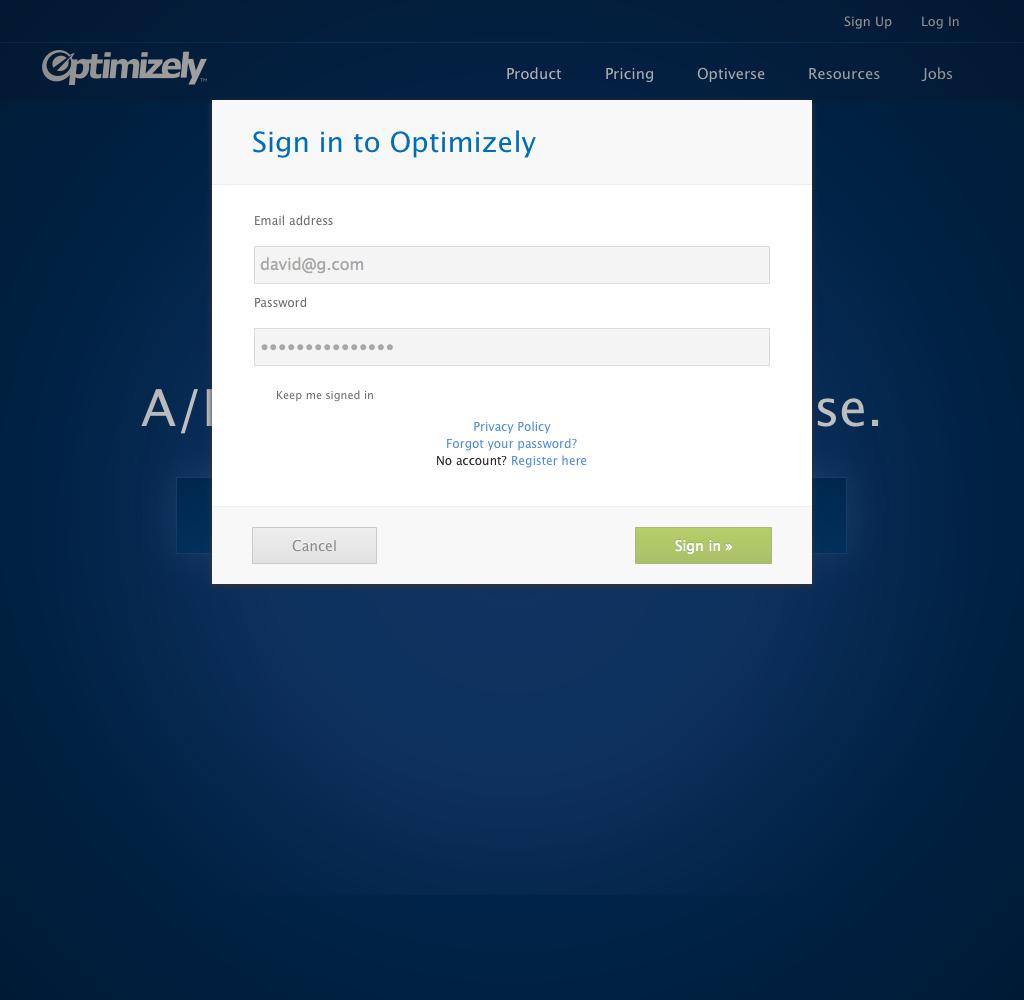 Sign Up Log In
Optimizely™
Product Pricing Optiverse Resources Jobs
Sign in to Optimizely
Email address
david@g.com
Password
●●●●●●●●●●●●●●●
Keep me signed in
Privacy Policy
Forgot your password?
No account? Register here
A/ se.
Cancel Sign in »